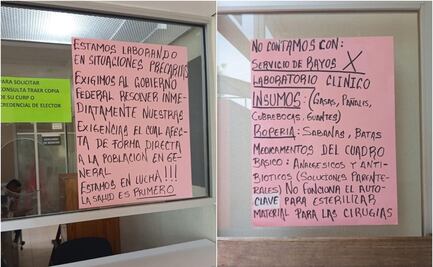 PARA SOLICITAR
CONSULTA TRAER COPIA
DE SU CURP O
CREDENCIAL DE ELECTOR
ESTAMOS LABORANDO
EN SITUACIONES PRECARIAS
EXIGIMOS AL GOBIERNO
FEDERAL RESOLVER INME-
DIATAMENTE NUESTRAS
EXIGENCIAS EL CUAL AFEC-
TA DE FORMA DIRECTA
A LA POBLACION EN GE-
NERAL
ESTAMOS EN LUCHA!!!
LA SALUD ES PRIMERO
NO CONTAMOS CON:
SERVICIO DE RAYOS X
LABORATORIO CLINICO
INSUMOS: (GASAS, PAÑALES,
CUBREBOCAS, GUANTES)
ROPERIA: SABANAS, BATAS
MEDICAMENTOS DEL CUADRO
BASICO: ANALGESICOS Y ANTI-
BIOTICOS (SOLUCIONES PARENTE-
RALES) NO FUNCIONA EL AUTO-
CLAVE PARA ESTERILIZAR
MATERIAL PARA LAS CIRUGIAS